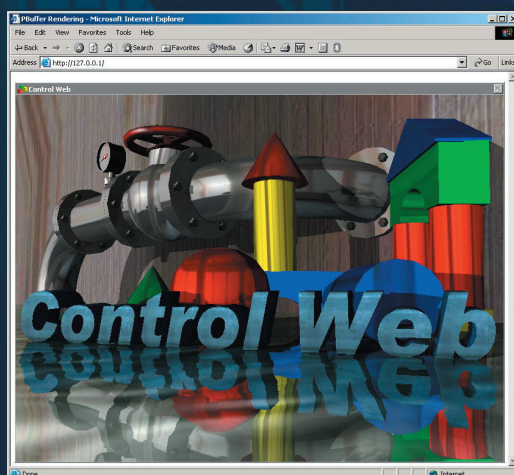 PBuffer Rendering - Microsoft Internet Explorer
File Edit View Favorites Tools Help
Back Search Favorites Media
Address http://127.0.0.1/ Go Links
Control Web
Control Web
Done Internet